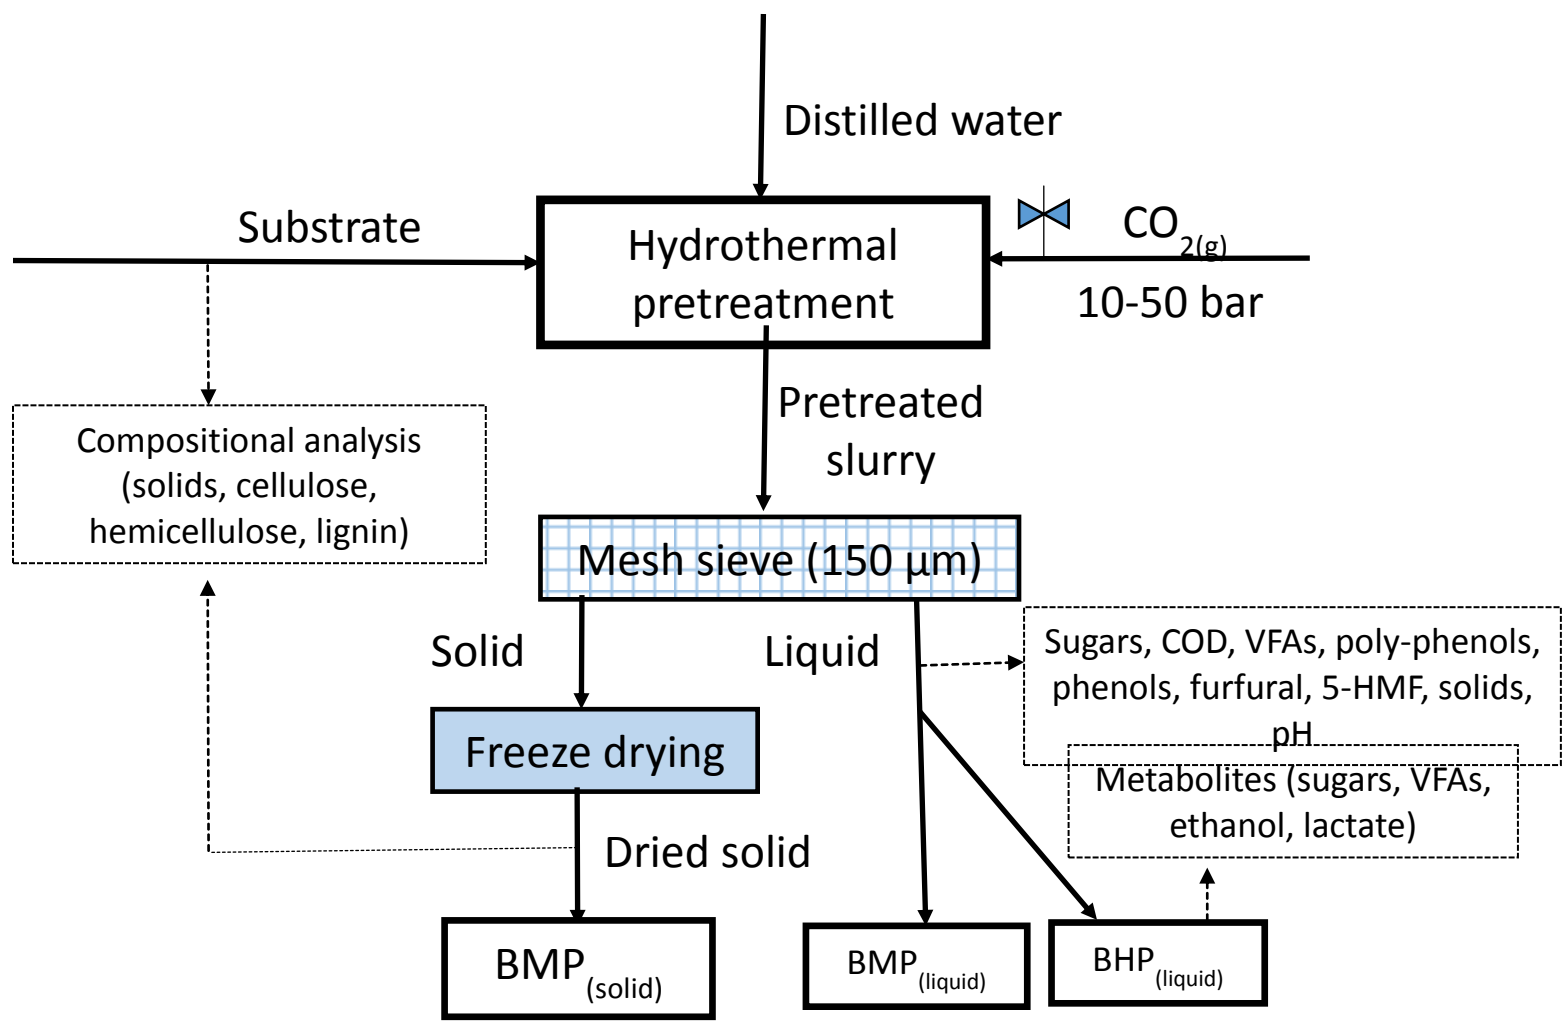 Distilled water
Substrate
Hydrothermal
pretreatment
CO2(g)
10-50 bar
Pretreated
slurry
Compositional analysis
(solids, cellulose,
hemicellulose, lignin)
Mesh sieve (150 μm)
Solid
Liquid
Sugars, COD, VFAs, poly-phenols,
phenols, furfural, 5-HMF, solids,
pH
Freeze drying
Metabolites (sugars, VFAs,
ethanol, lactate)
Dried solid
BMP(solid)
BMP(liquid)
BHP(liquid)